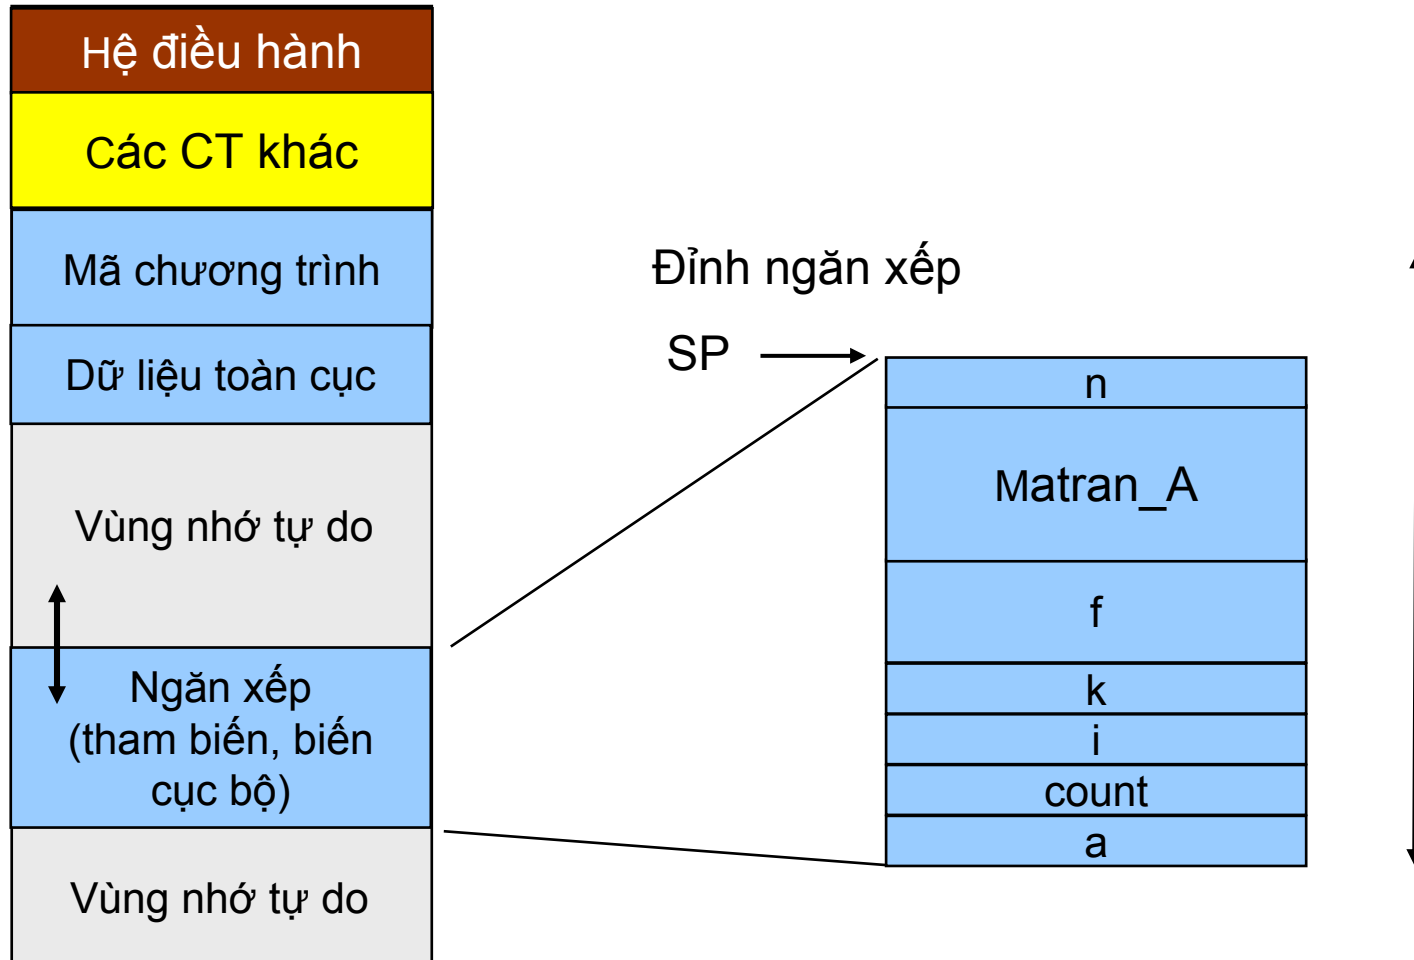 Hệ điều hành
Các CT khác
Mã chương trình
Dữ liệu toàn cục
Vùng nhớ tự do
Ngăn xếp
(tham biến, biến
cục bộ)
Vùng nhớ tự do
Đỉnh ngăn xếp
SP
n
Matran_A
f
k
i
count
a